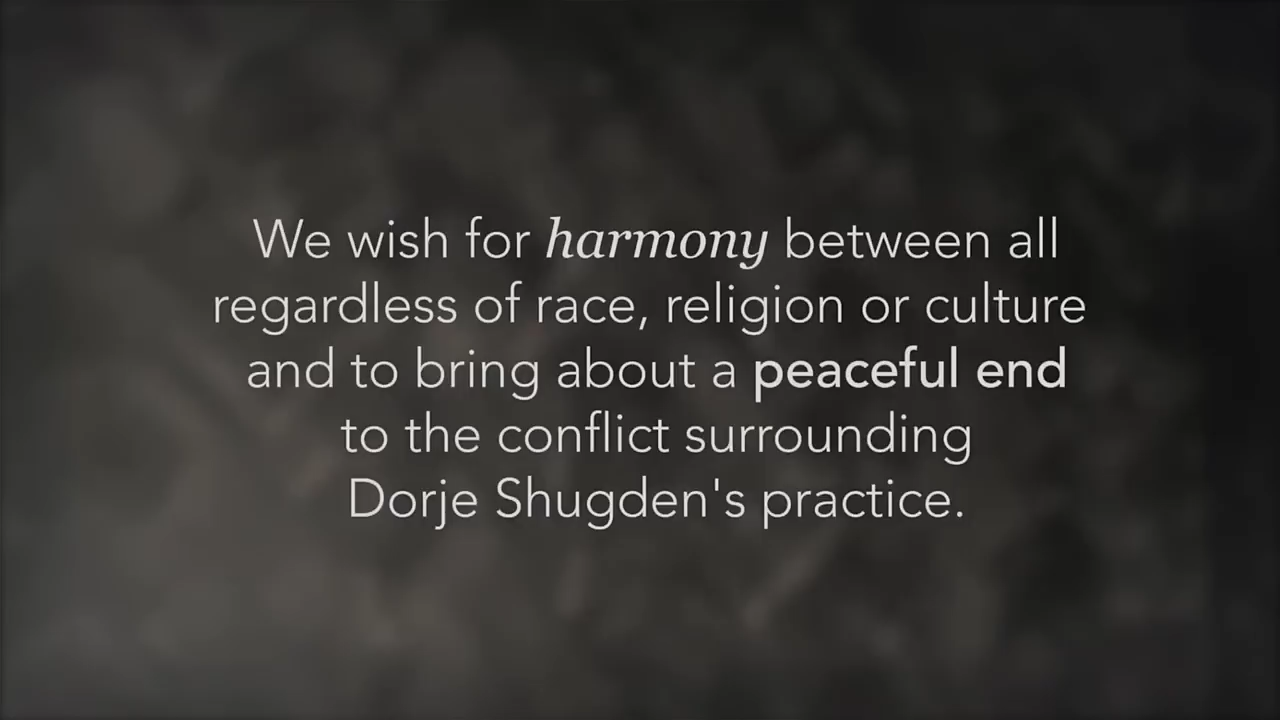 We wish for harmony between all
regardless of race, religion or culture
and to bring about a peaceful end
to the conflict surrounding
Dorje Shugden's practice.